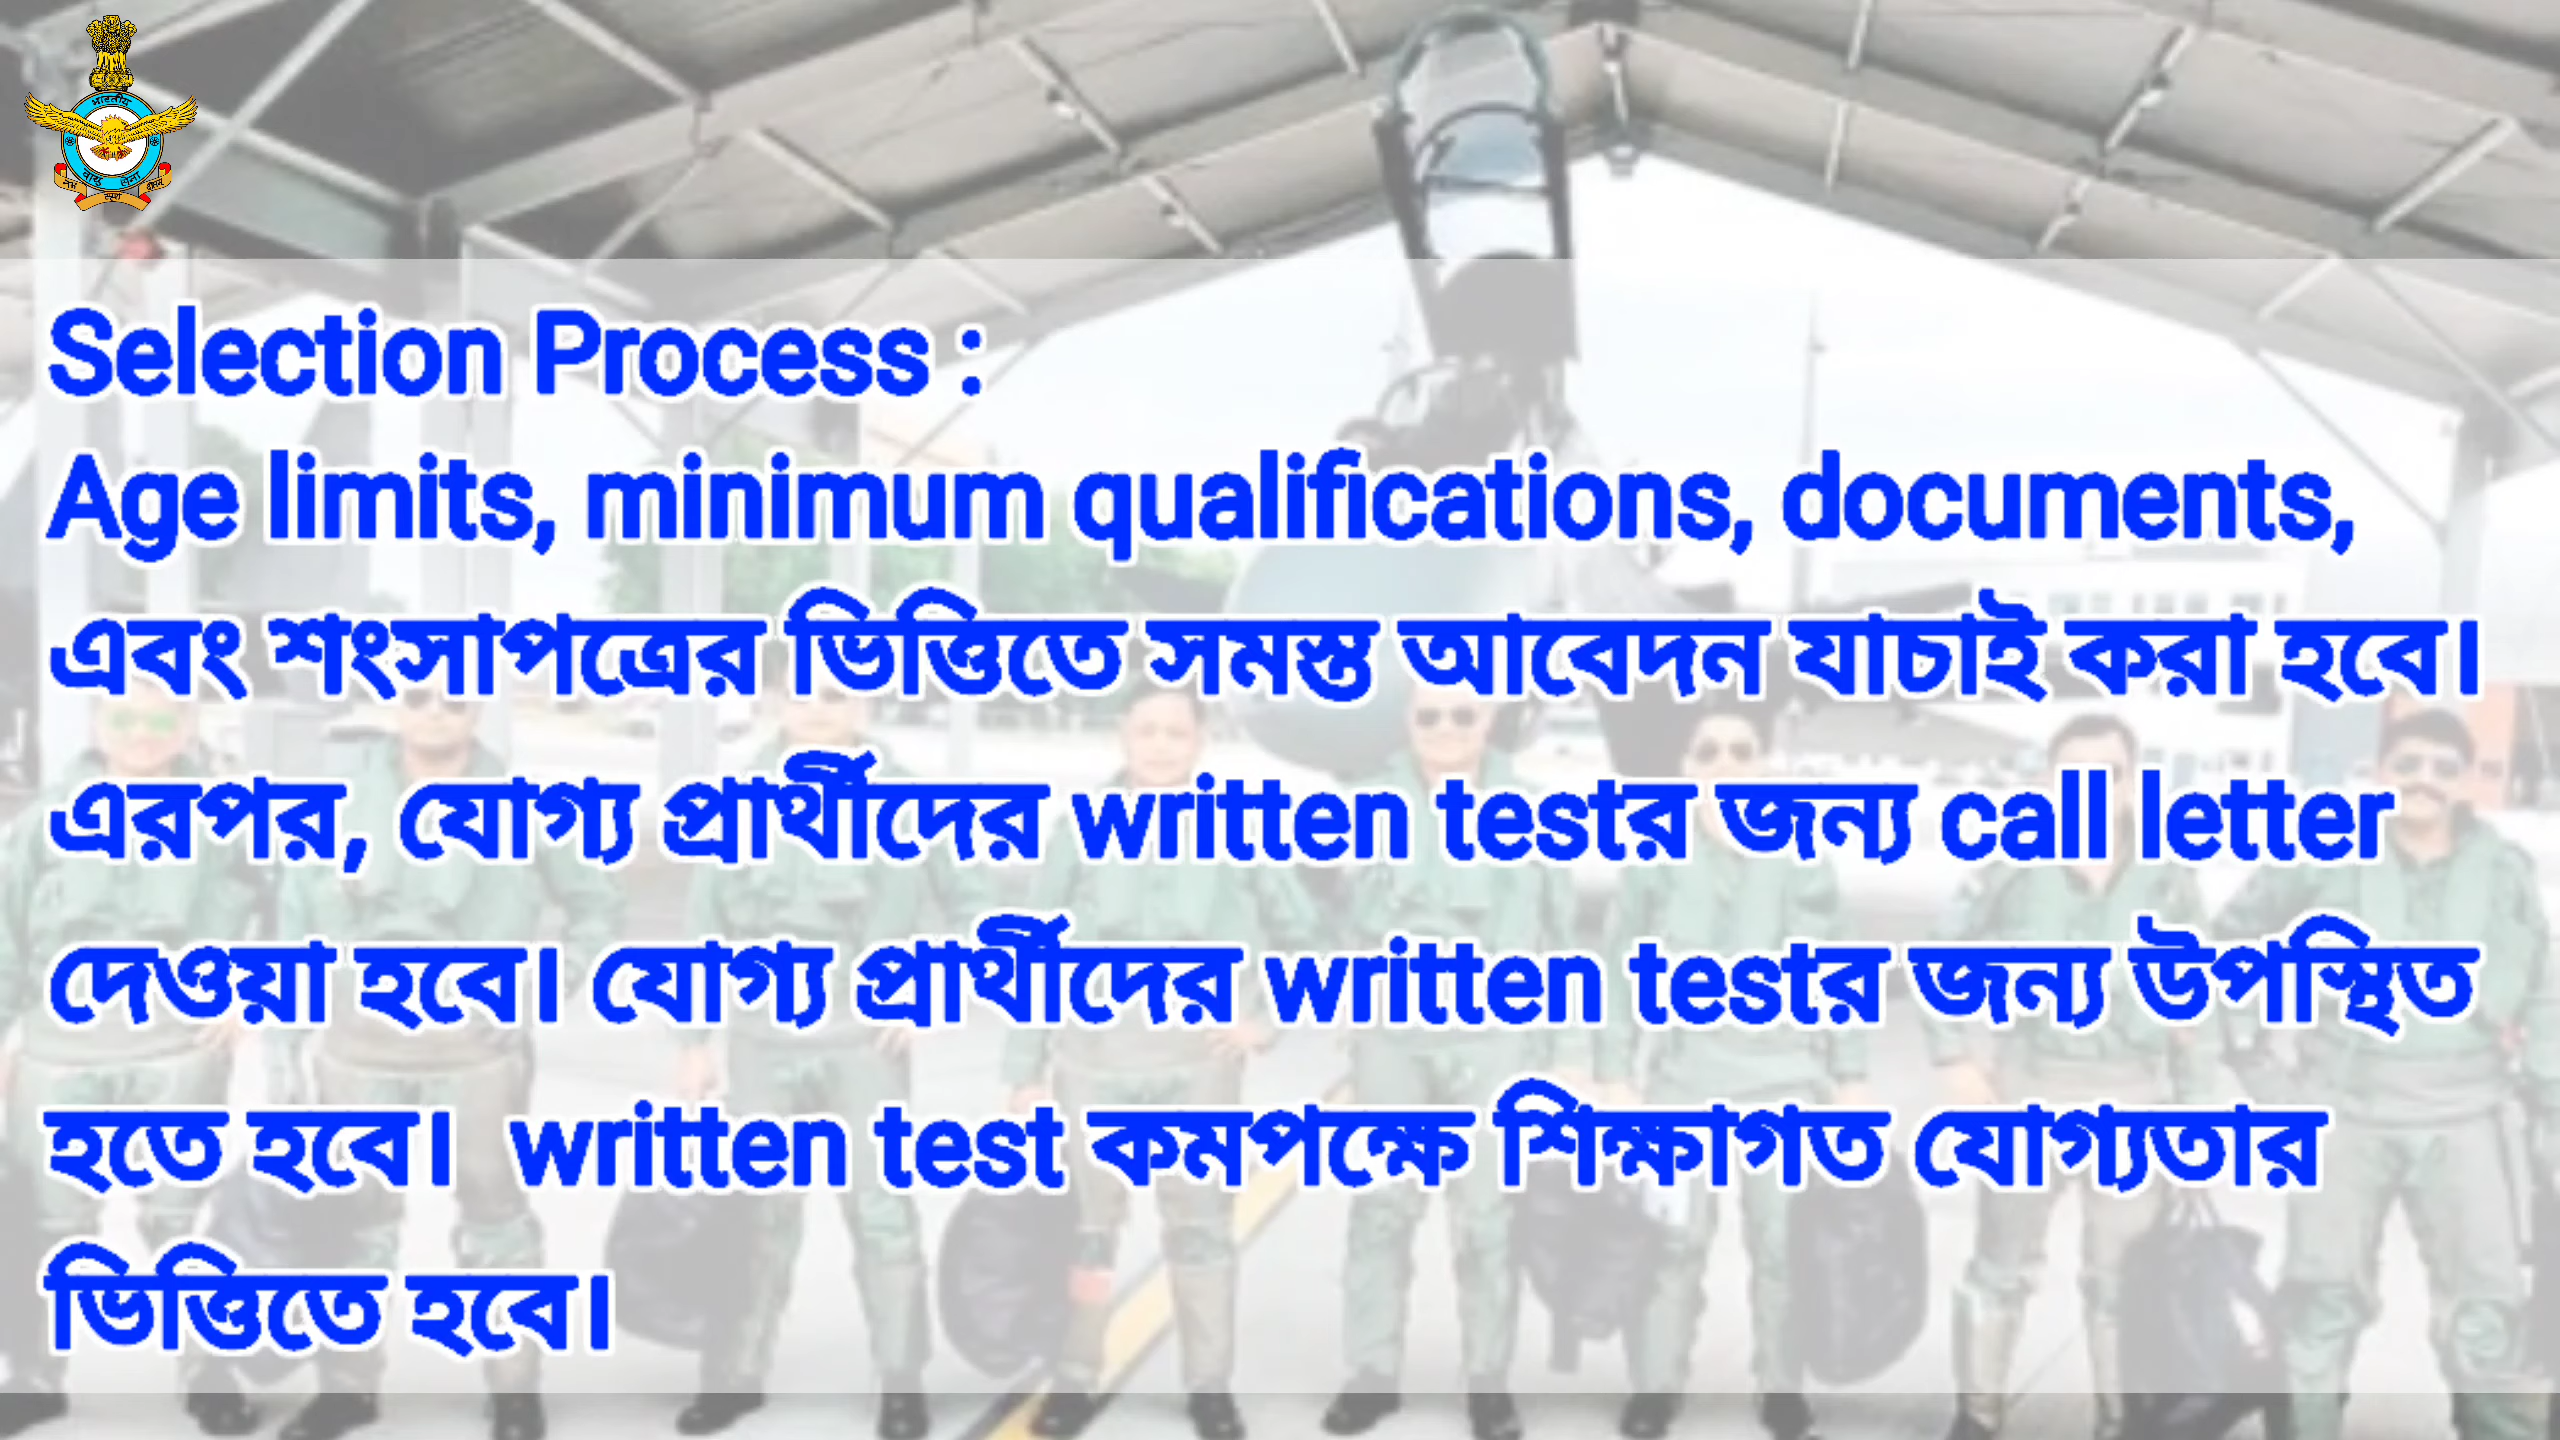 भारतीय
वायु सेना
Selection Process :
Age limits, minimum qualifications, documents,
এবং শংসাপত্রের ভিত্তিতে সমস্ত আবেদন যাচাই করা হবে।
এরপর, যোগ্য প্রার্থীদের written testর জন্য call letter
দেওয়া হবে। যোগ্য প্রার্থীদের written testর জন্য উপস্থিত
হতে হবে। written test কমপক্ষে শিক্ষাগত যোগ্যতার
ভিত্তিতে হবে।